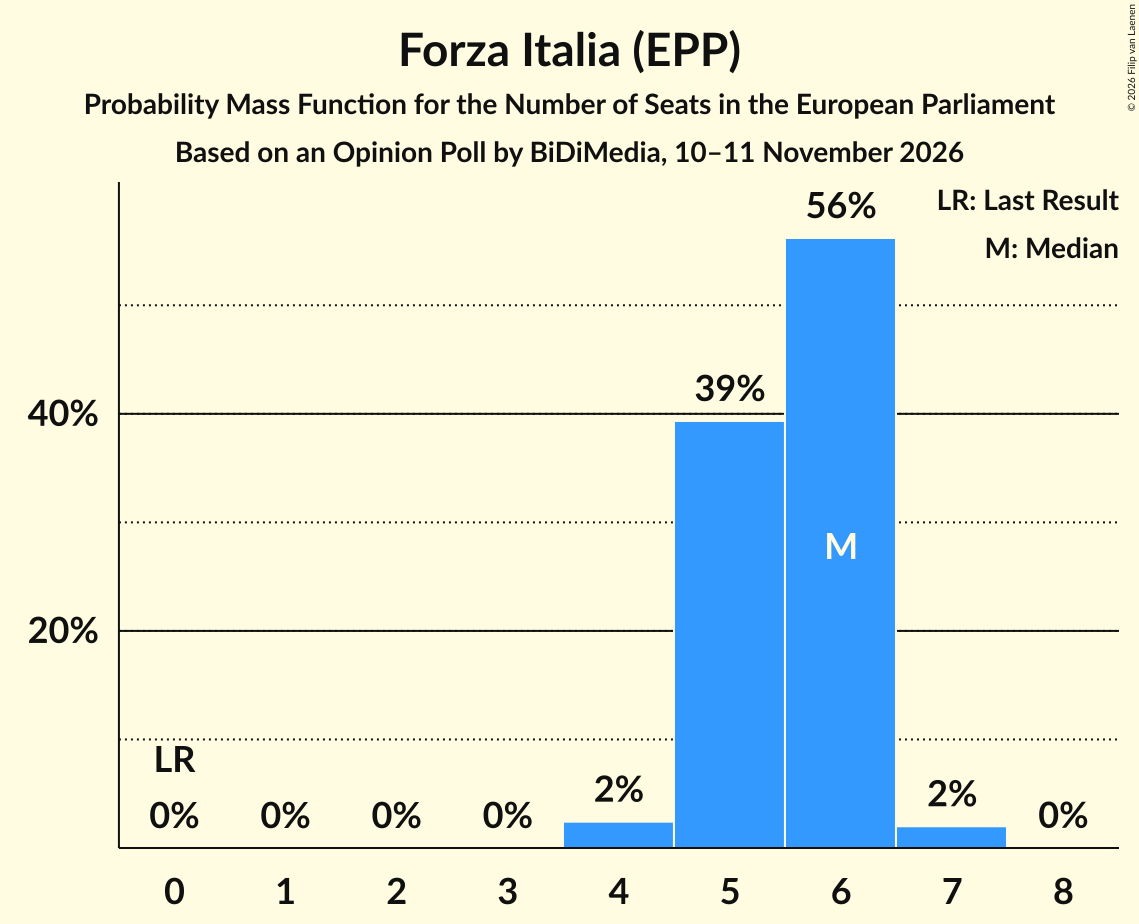 Forza Italia (EPP)
Probability Mass Function for the Number of Seats in the European Parliament
Based on an Opinion Poll by BiDiMedia, 10–11 November 2026
© 2026 Filip van Laenen
LR: Last Result
M: Median
56%
39%
40%
M
20%
LR
0% 0% 0% 0% 2% 2% 0%
0 1 2 3 4 5 6 7 8